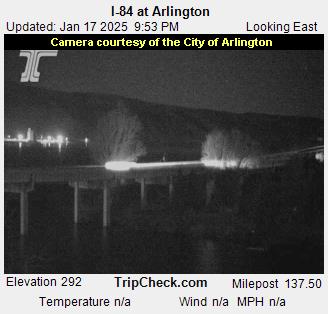 I-84 at Arlington
Updated: Jan 17 2025 9:53 PM Looking East
Camera courtesy of the City of Arlington
Elevation 292 TripCheck.com Milepost 137.50
Temperature n/a Wind n/a MPH n/a